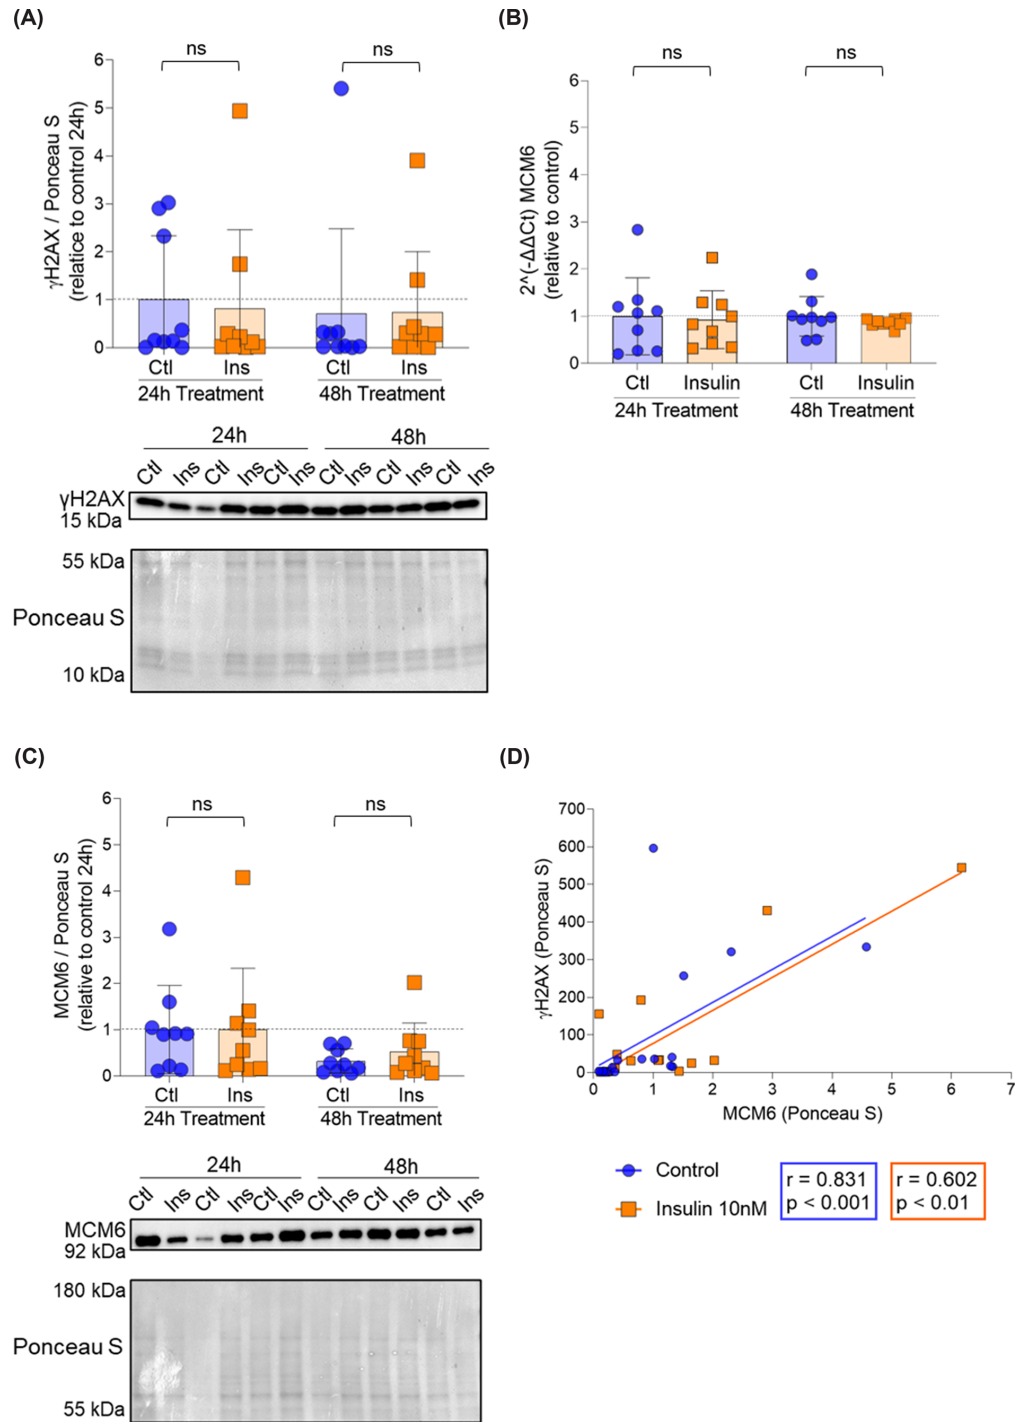 (A)
γH2AX / Ponceau S
(relatice to control 24h)
6
5
4
3
2
1
0
ns
ns
Ctl
Ins
Ctl
Ins
24h Treatment
48h Treatment
24h
48h
Ctl Ins Ctl Ins Ctl Ins Ctl Ins Ctl Ins Ctl Ins
γH2AX
15 kDa
55 kDa
Ponceau S
10 kDa
(B)
2^(-ΔΔCt) MCM6
(relative to control)
6
5
4
3
2
1
0
ns
ns
Ctl
Insulin
Ctl
Insulin
24h Treatment
48h Treatment
(C)
MCM6 / Ponceau S
(relative to control 24h)
6
5
4
3
2
1
0
ns
ns
Ctl
Ins
Ctl
Ins
24h Treatment
48h Treatment
24h
48h
Ctl Ins Ctl Ins Ctl Ins Ctl Ins Ctl Ins Ctl Ins
MCM6
92 kDa
180 kDa
Ponceau S
55 kDa
(D)
γH2AX (Ponceau S)
700
600
500
400
300
200
100
0
0 1 2 3 4 5 6 7
MCM6 (Ponceau S)
Control
Insulin 10nM
r = 0.831
p < 0.001
r = 0.602
p < 0.01